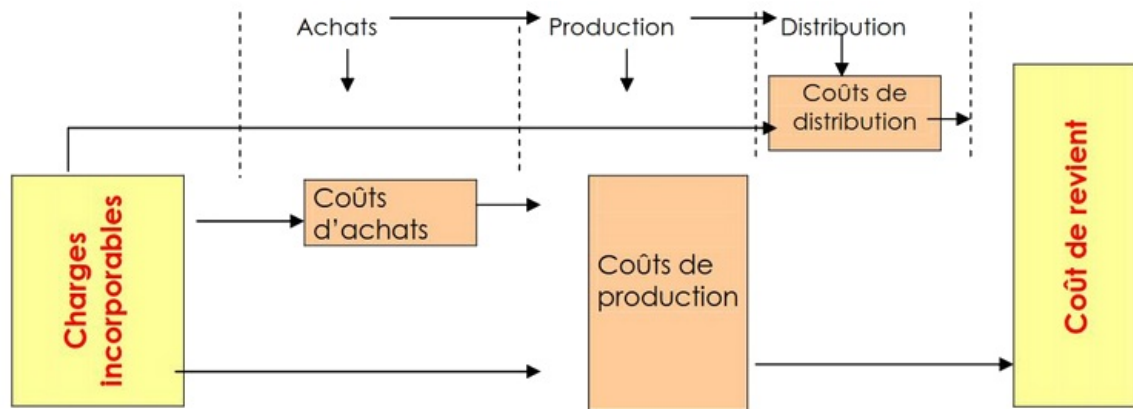 Achats
Production
Distribution
Coûts de
distribution
Charges
incorporables
Coûts
d’achats
Coûts de
production
Coût de revient